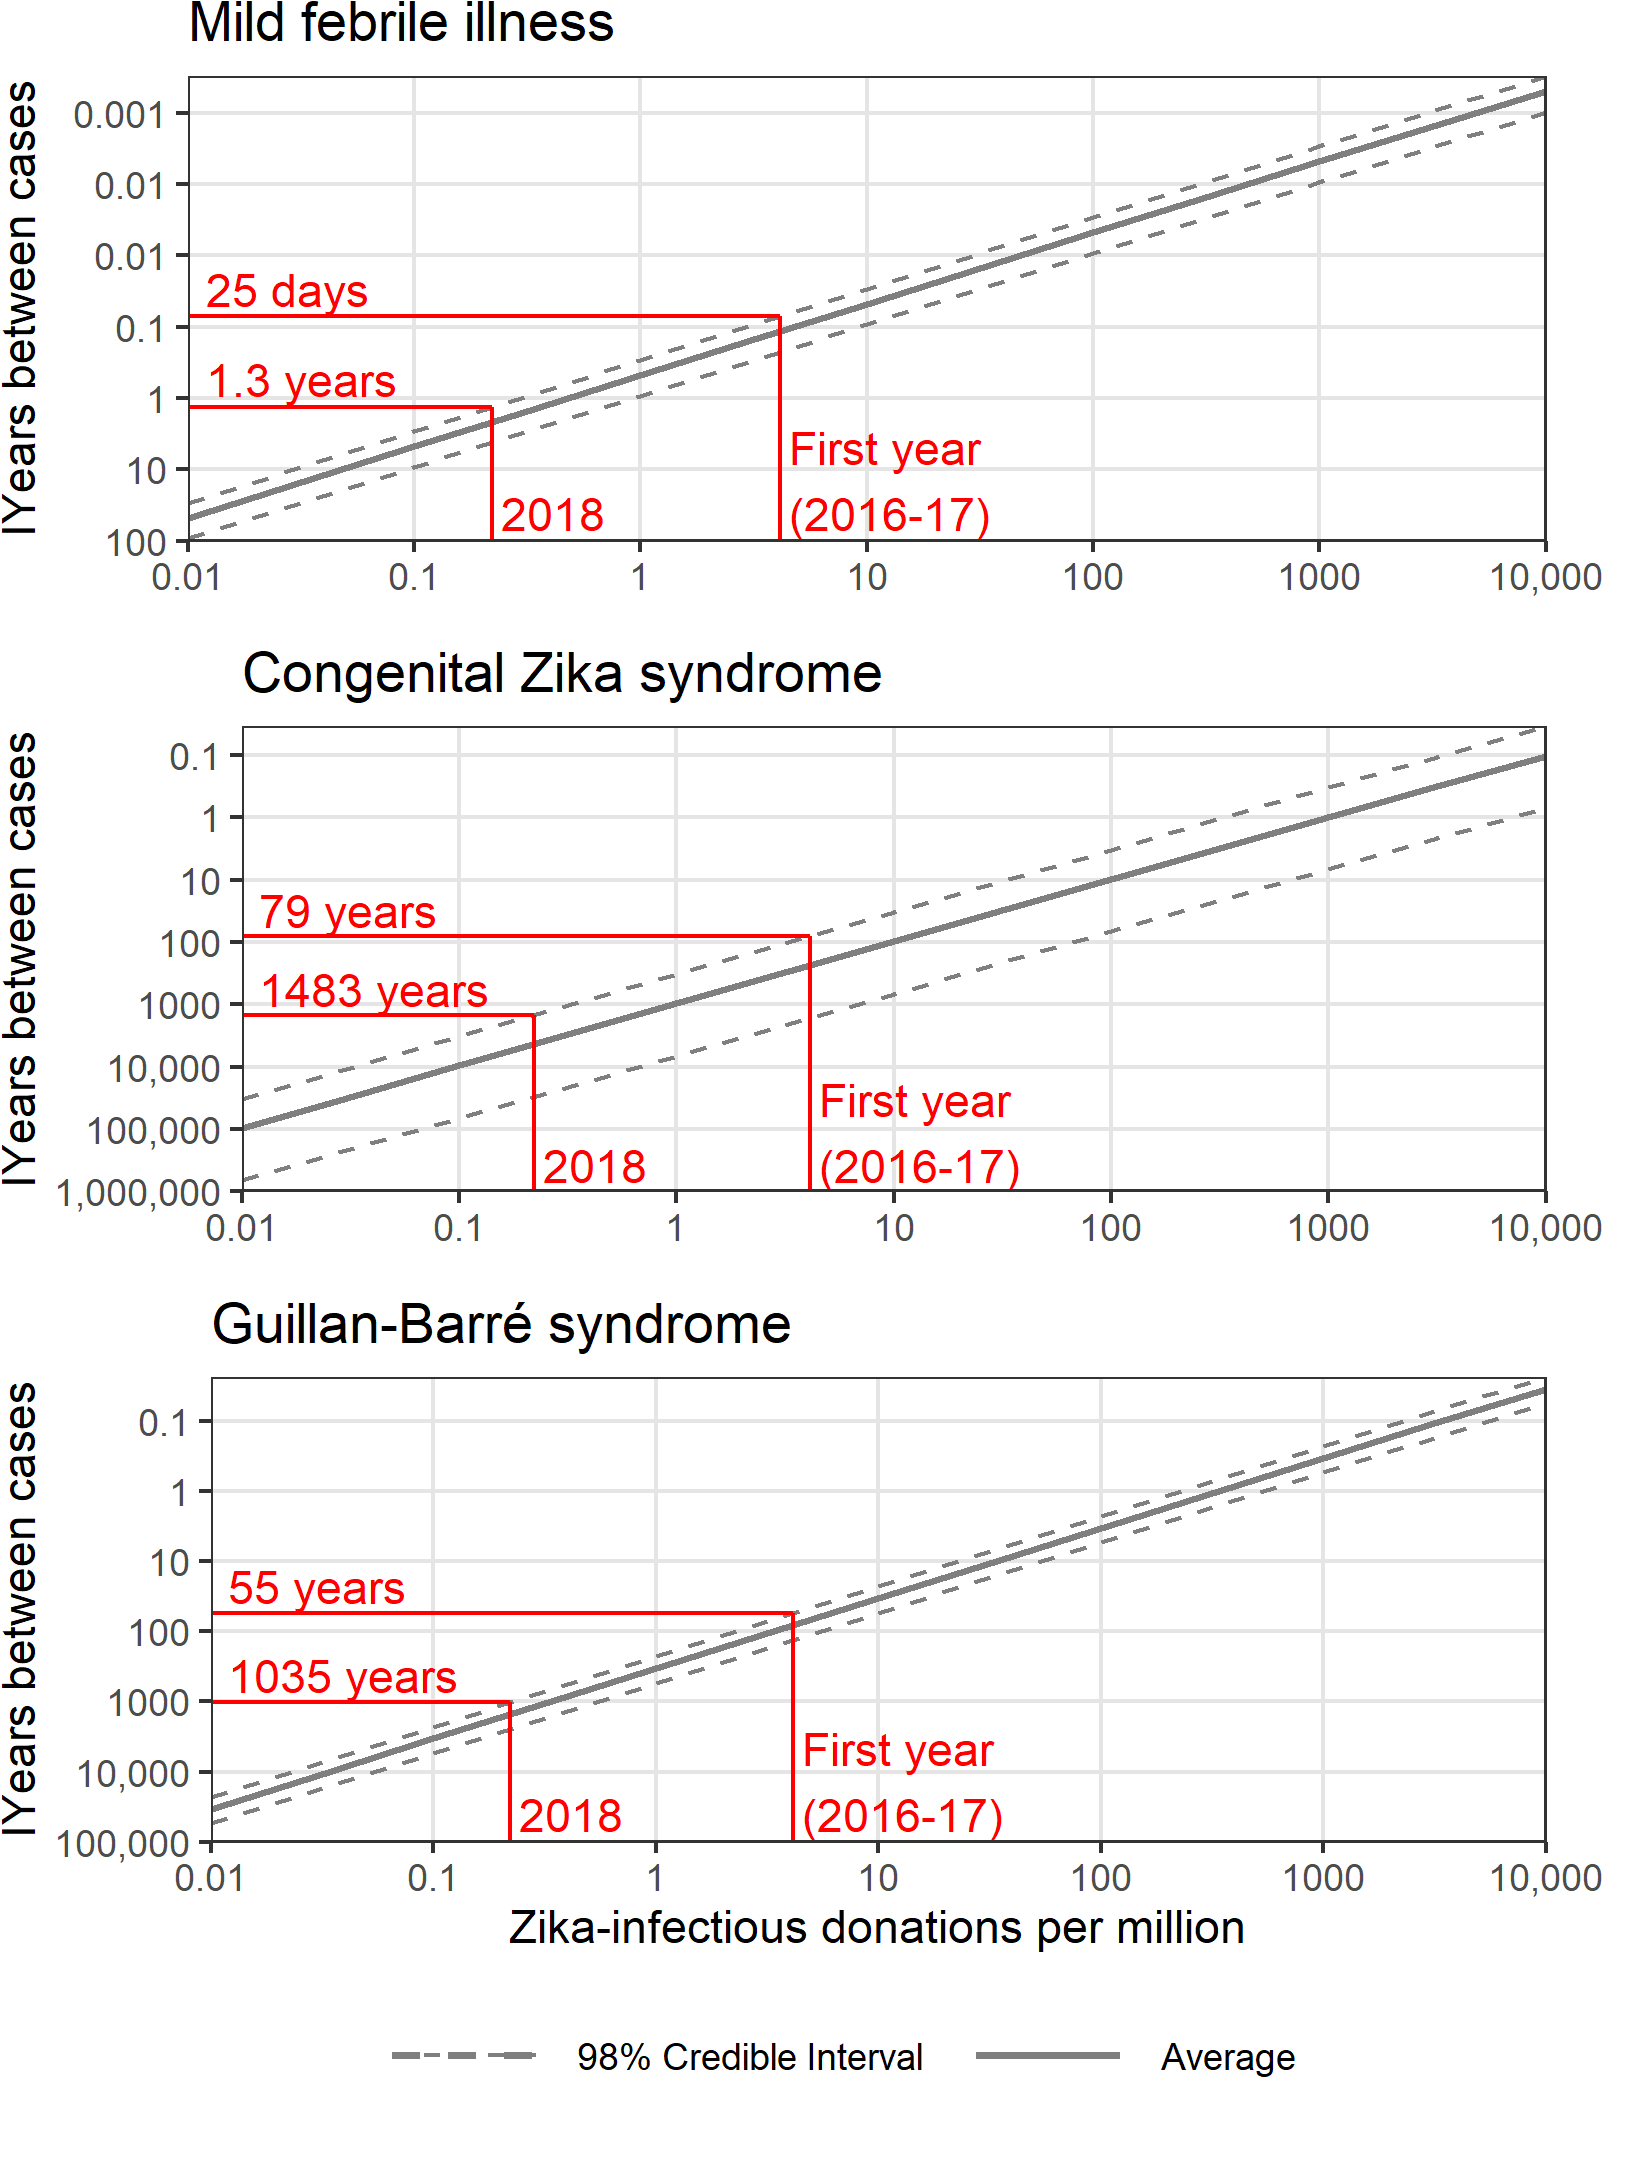 Mild febrile illness
IYears between cases
0.001
0.01
0.01
0.1
1
10
100
25 days
1.3 years
2018
First year
(2016-17)
0.01 0.1 1 10 100 1000 10,000
Congenital Zika syndrome
IYears between cases
0.1
1
10
100
1000
10,000
100,000
1,000,000
79 years
1483 years
2018
First year
(2016-17)
0.01 0.1 1 10 100 1000 10,000
Guillan-Barré syndrome
IYears between cases
0.1
1
10
100
1000
10,000
100,000
55 years
1035 years
2018
First year
(2016-17)
0.01 0.1 1 10 100 1000 10,000
Zika-infectious donations per million
98% Credible Interval Average